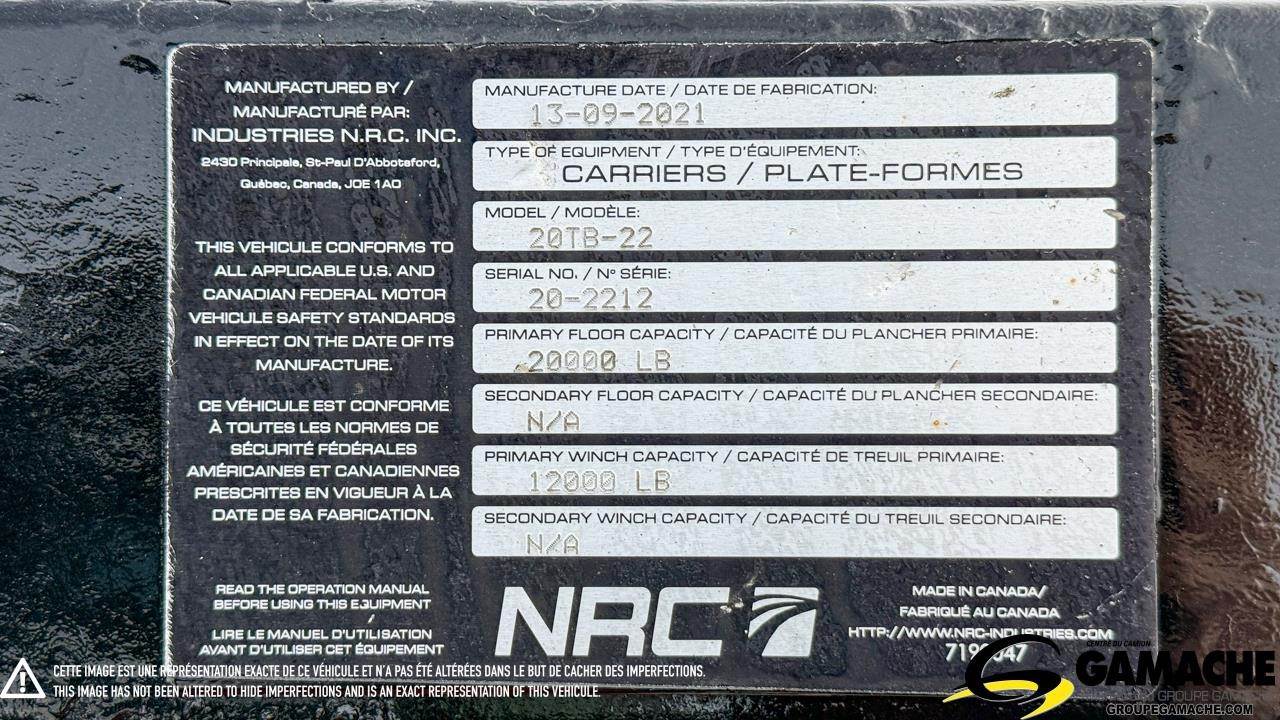 MANUFACTURED BY /
MANUFACTURÉ PAR:
INDUSTRIES N.R.C. INC.
2430 Principale, St-Paul D'Abbotsford,
Québec, Canada, J0E 1A0
THIS VEHICULE CONFORMS TO
ALL APPLICABLE U.S. AND
CANADIAN FEDERAL MOTOR
VEHICULE SAFETY STANDARDS
IN EFFECT ON THE DATE OF ITS
MANUFACTURE.
CE VÉHICULE EST CONFORME
À TOUTES LES NORMES DE
SÉCURITÉ FÉDÉRALES
AMÉRICAINES ET CANADIENNES
PRESCRITES EN VIGUEUR À LA
DATE DE SA FABRICATION.
READ THE OPERATION MANUAL
BEFORE USING THIS EQUIPMENT
LIRE LE MANUEL D'UTILISATION
AVANT D'UTILISER CET ÉQUIPEMENT
MANUFACTURE DATE / DATE DE FABRICATION:
13-09-2021
TYPE OF EQUIPMENT / TYPE D'ÉQUIPEMENT:
CARRIERS / PLATE-FORMES
MODEL / MODÈLE:
20TB-22
SERIAL NO. / Nº SÉRIE:
20-2212
PRIMARY FLOOR CAPACITY / CAPACITÉ DU PLANCHER PRIMAIRE:
20000 LB
SECONDARY FLOOR CAPACITY / CAPACITÉ DU PLANCHER SECONDAIRE:
N/A
PRIMARY WINCH CAPACITY / CAPACITÉ DE TREUIL PRIMAIRE:
12000 LB
SECONDARY WINCH CAPACITY / CAPACITÉ DU TREUIL SECONDAIRE:
N/A
NRC
MADE IN CANADA/
FABRIQUÉ AU CANADA
HTTP://WWW.NRC-INDUSTRIES.COM
CETTE IMAGE EST UNE REPRÉSENTATION EXACTE DE CE VÉHICULE ET N'A PAS ÉTÉ ALTÉRÉES DANS LE BUT DE CACHER DES IMPERFECTIONS.
THIS IMAGE HAS NOT BEEN ALTERED TO HIDE IMPERFECTIONS AND IS AN EXACT REPRESENTATION OF THIS VEHICULE.
CENTRE DU CAMION
GAMACHE
GROUPEGAMACHE.COM